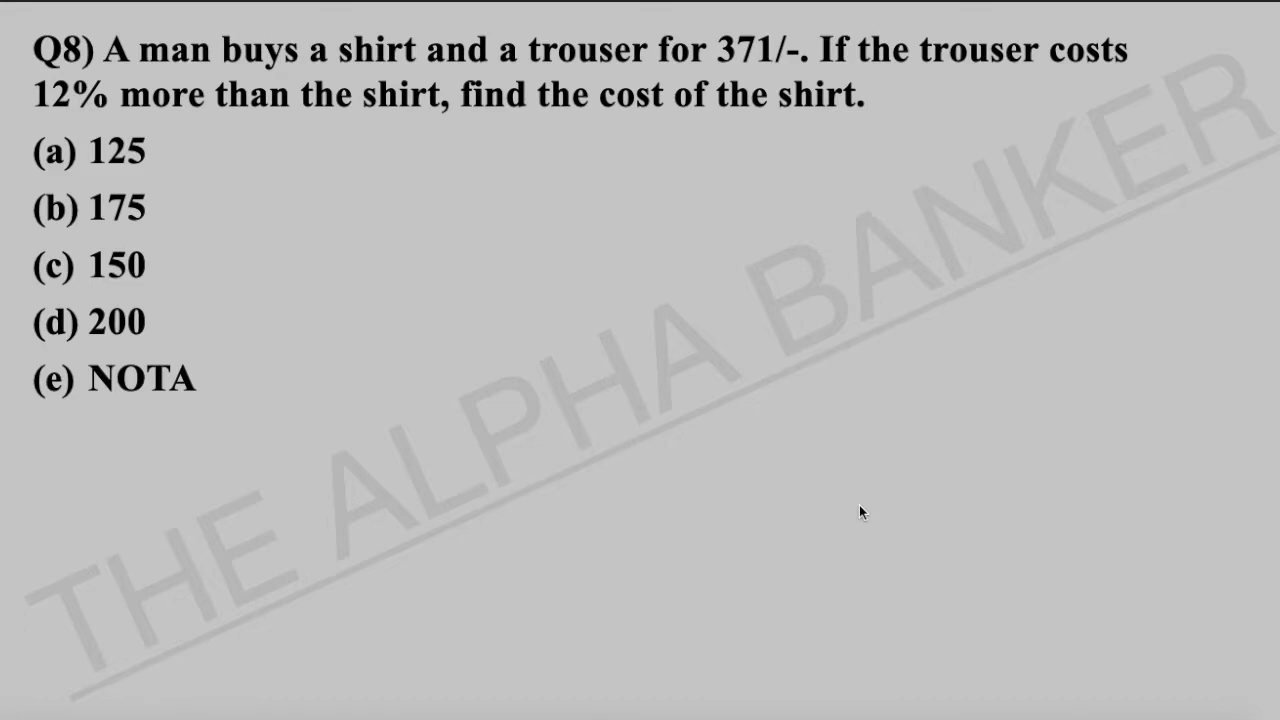 Q8) A man buys a shirt and a trouser for 371/-. If the trouser costs
12% more than the shirt, find the cost of the shirt.
(a) 125
(b) 175
(c) 150
(d) 200
(e) NOTA
THE ALPHA BANKER